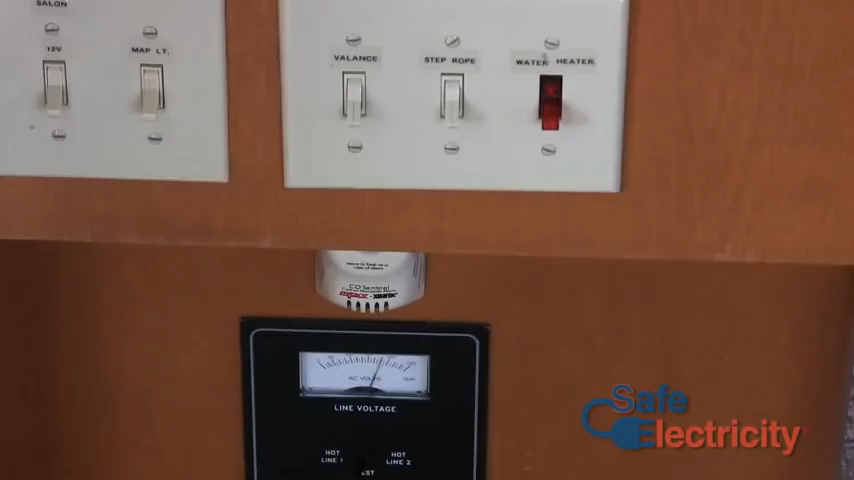 SALON
12V
MAP LT.
VALANCE
STEP ROPE
WATER HEATER
CO Sentinel
AC VOLTS
LINE VOLTAGE
HOT
LINE 1
HOT
LINE 2
Safe
Electricity